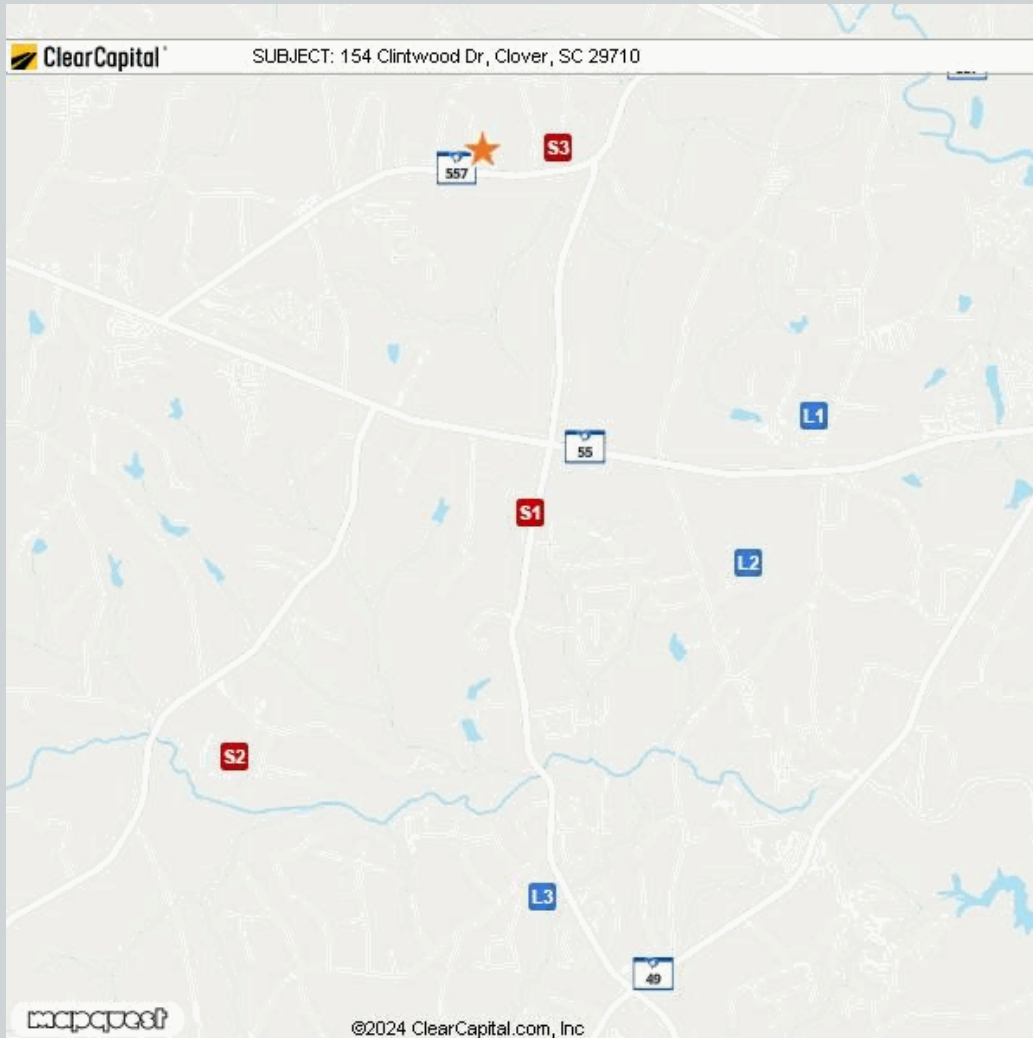 ClearCapital
SUBJECT: 154 Clintwood Dr, Clover, SC 29710
S3
557
L1
55
S1
L2
S2
L3
49
mapquest
©2024 ClearCapital.com, Inc